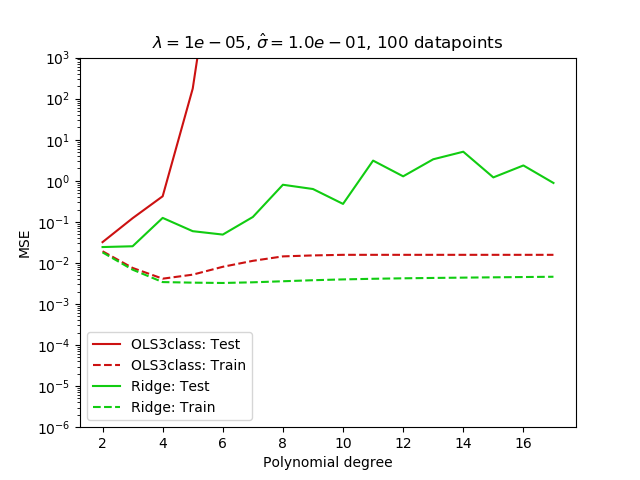 λ = 1e − 05, σ̂ = 1.0e − 01, 100 datapoints
10³
10²
10¹
10⁰
10⁻¹
10⁻²
10⁻³
10⁻⁴
10⁻⁵
10⁻⁶
MSE
OLS3class: Test
OLS3class: Train
Ridge: Test
Ridge: Train
2 4 6 8 10 12 14 16
Polynomial degree